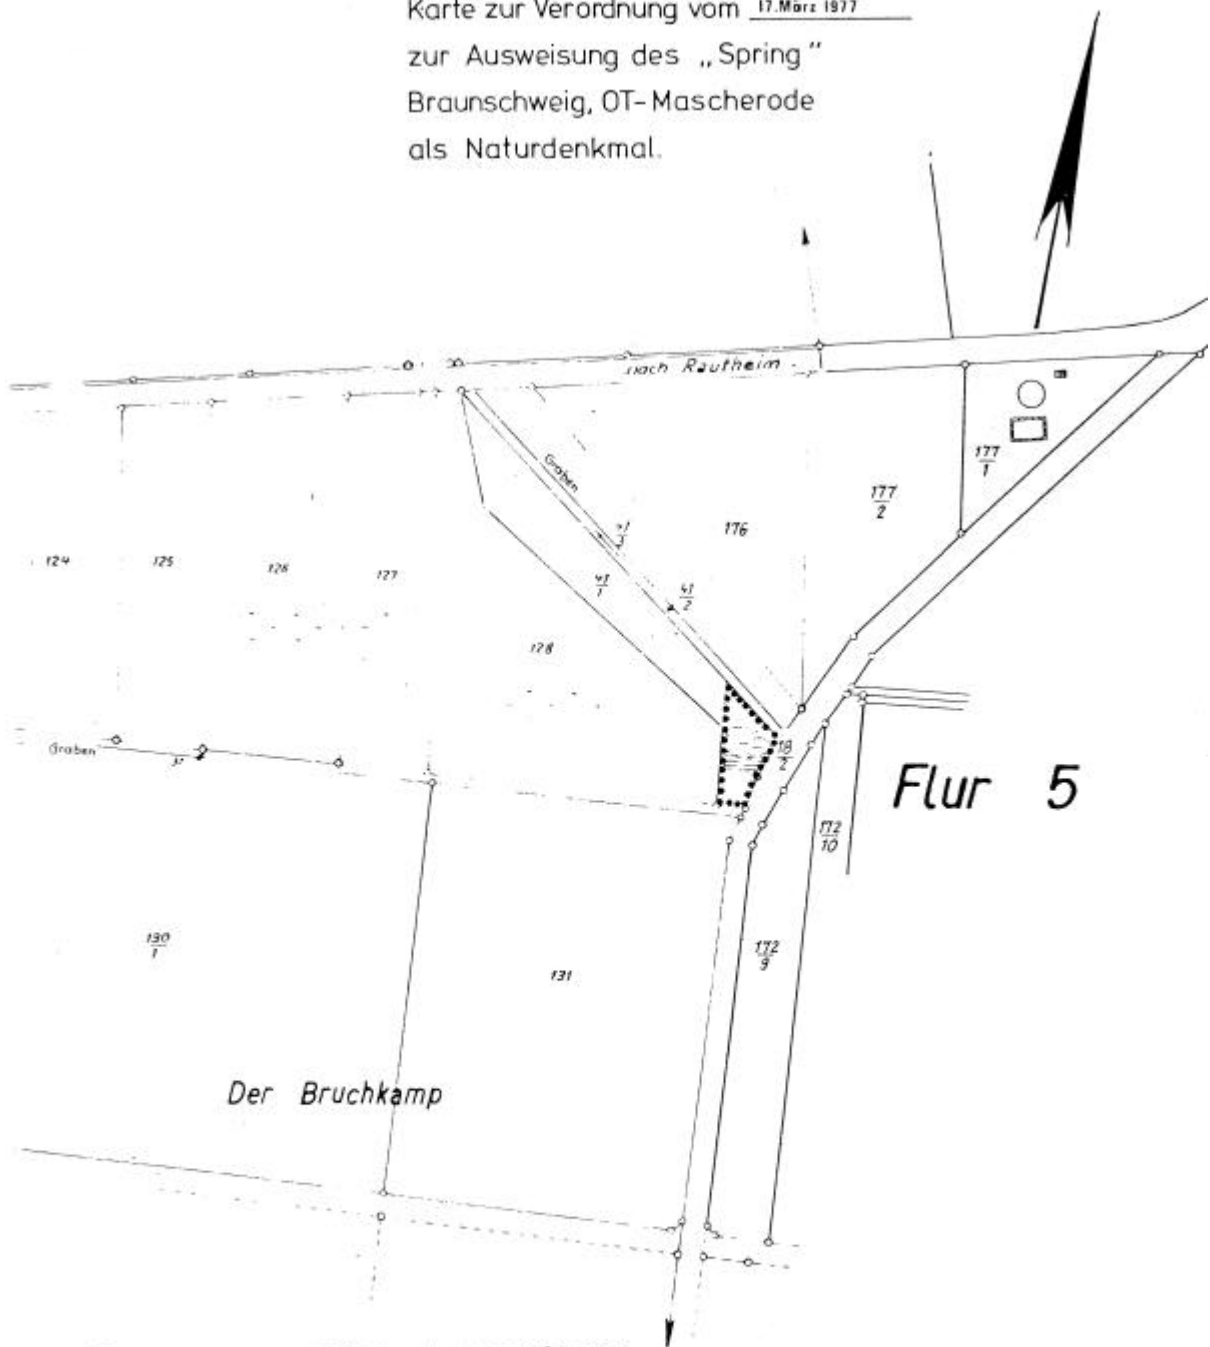 Karte zur Verordnung vom 17. März 1977
zur Ausweisung des „Spring"
Braunschweig, OT-Mascherode
als Naturdenkmal.
nach Rautheim
177
1
Graben
177
2
176
41
3
124
125
126
127
41
1
41
2
128
18
2
Graben
Flur 5
172
10
130
1
172
9
131
Der Bruchkamp